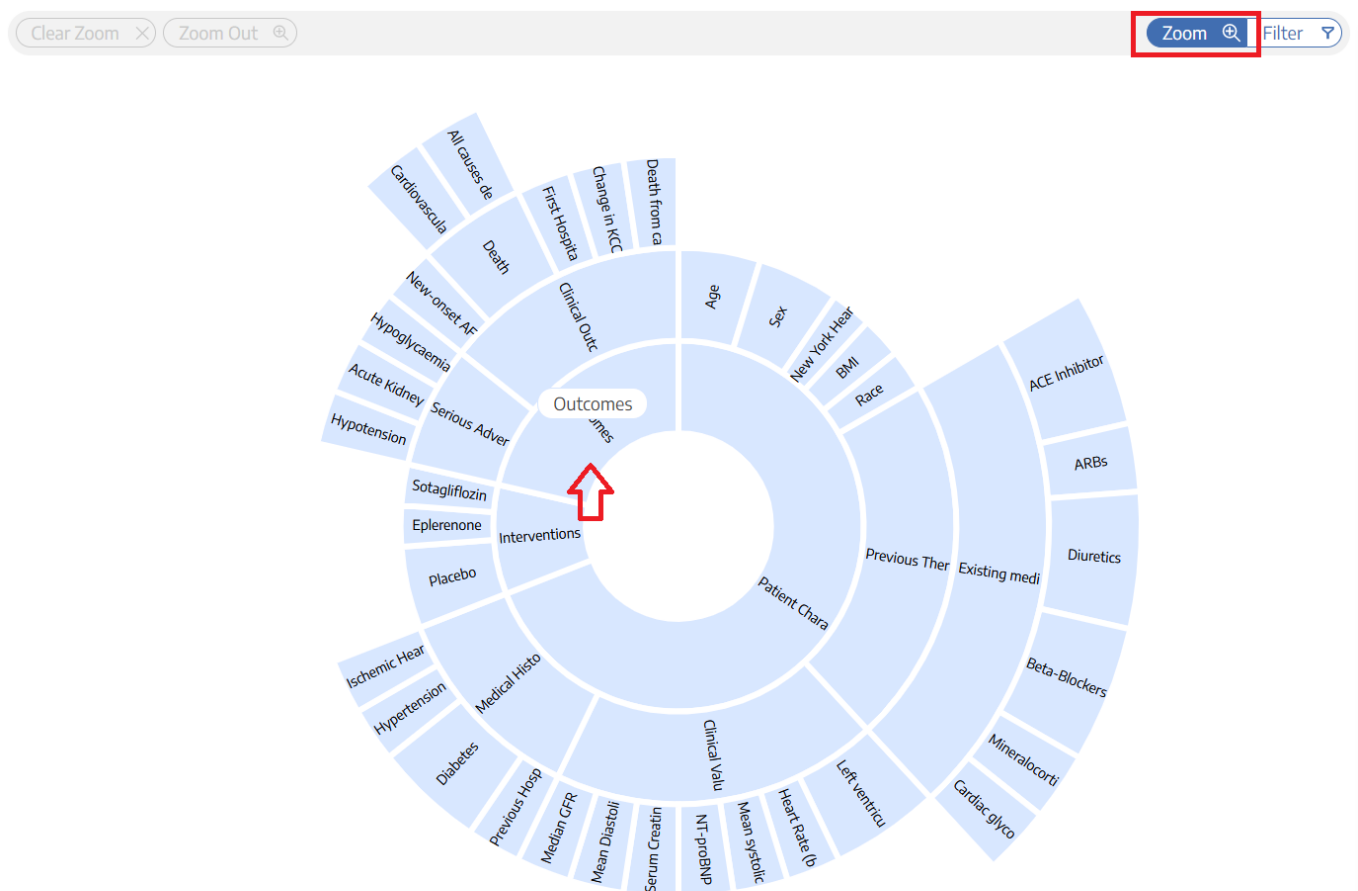 Clear Zoom
Zoom Out
Zoom
Filter
All causes de
Cardiovascula
Death
First Hospita
Change in KCC
Death from ca
New-onset AF
Hypoglycaemia
Acute Kidney
Hypotension
Clinical Outc
Serious Adver
Outcomes
omes
Age
Sex
New York Hear
BMI
Race
ACE Inhibitor
ARBs
Diuretics
Beta-Blockers
Mineralocorti
Cardiac glyco
Existing medi
Previous Ther
Patient Chara
Sotagliflozin
Eplerenone
Placebo
Interventions
Medical Histo
Ischemic Hear
Hypertension
Diabetes
Previous Hosp
Clinical Valu
Median GFR
Mean Diastoli
Serum Creatin
NT-proBNP
Mean systolic
Heart Rate (b
Left ventricu